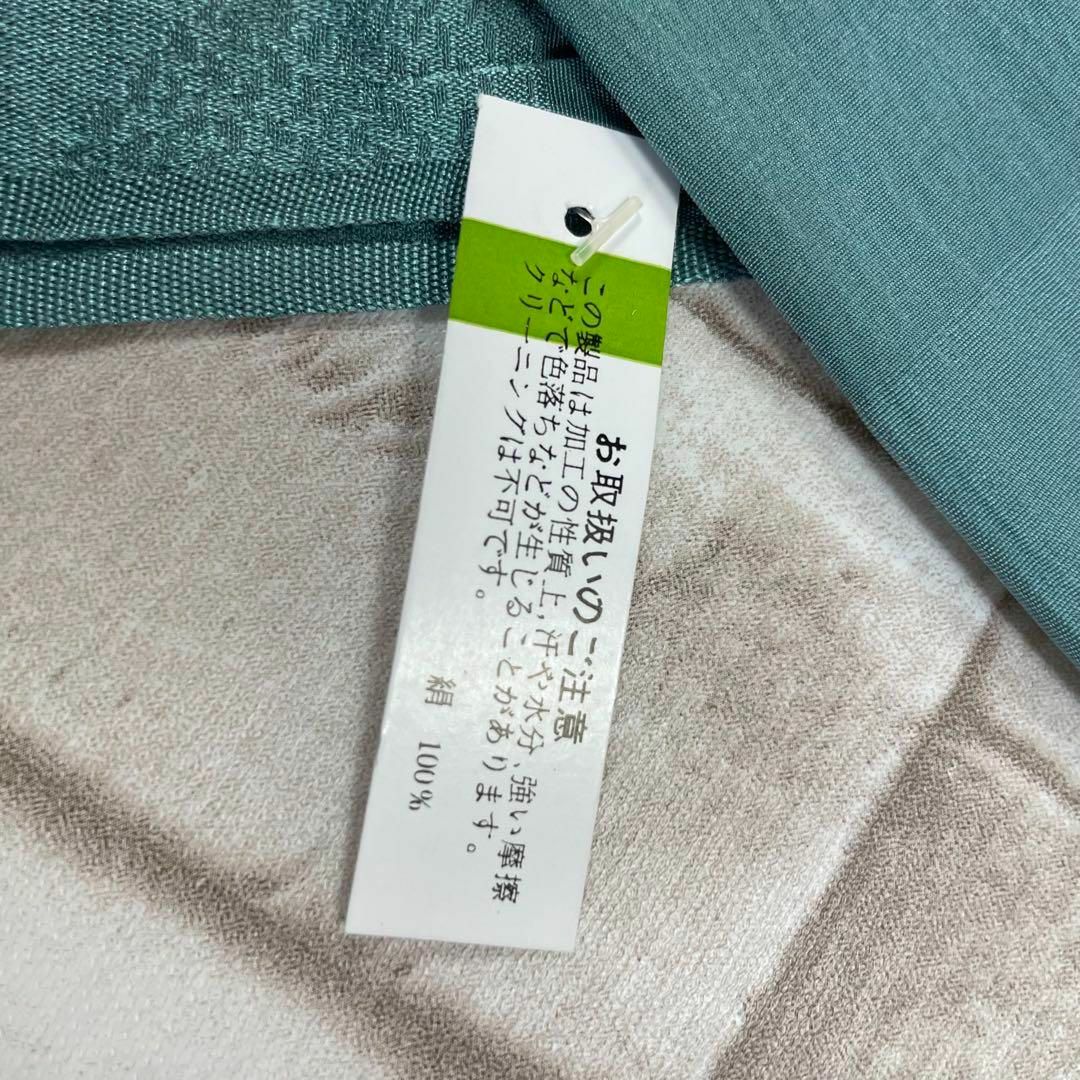 お取扱いのご注意
この製品は加工の性質上,汗や水分、強い摩擦
などで色落ちなどが生じることがあります。
クリーニングは不可です。
絹 100%